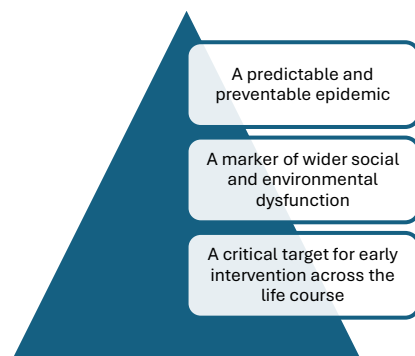 A predictable and
preventable epidemic
A marker of wider social
and environmental
dysfunction
A critical target for early
intervention across the
life course